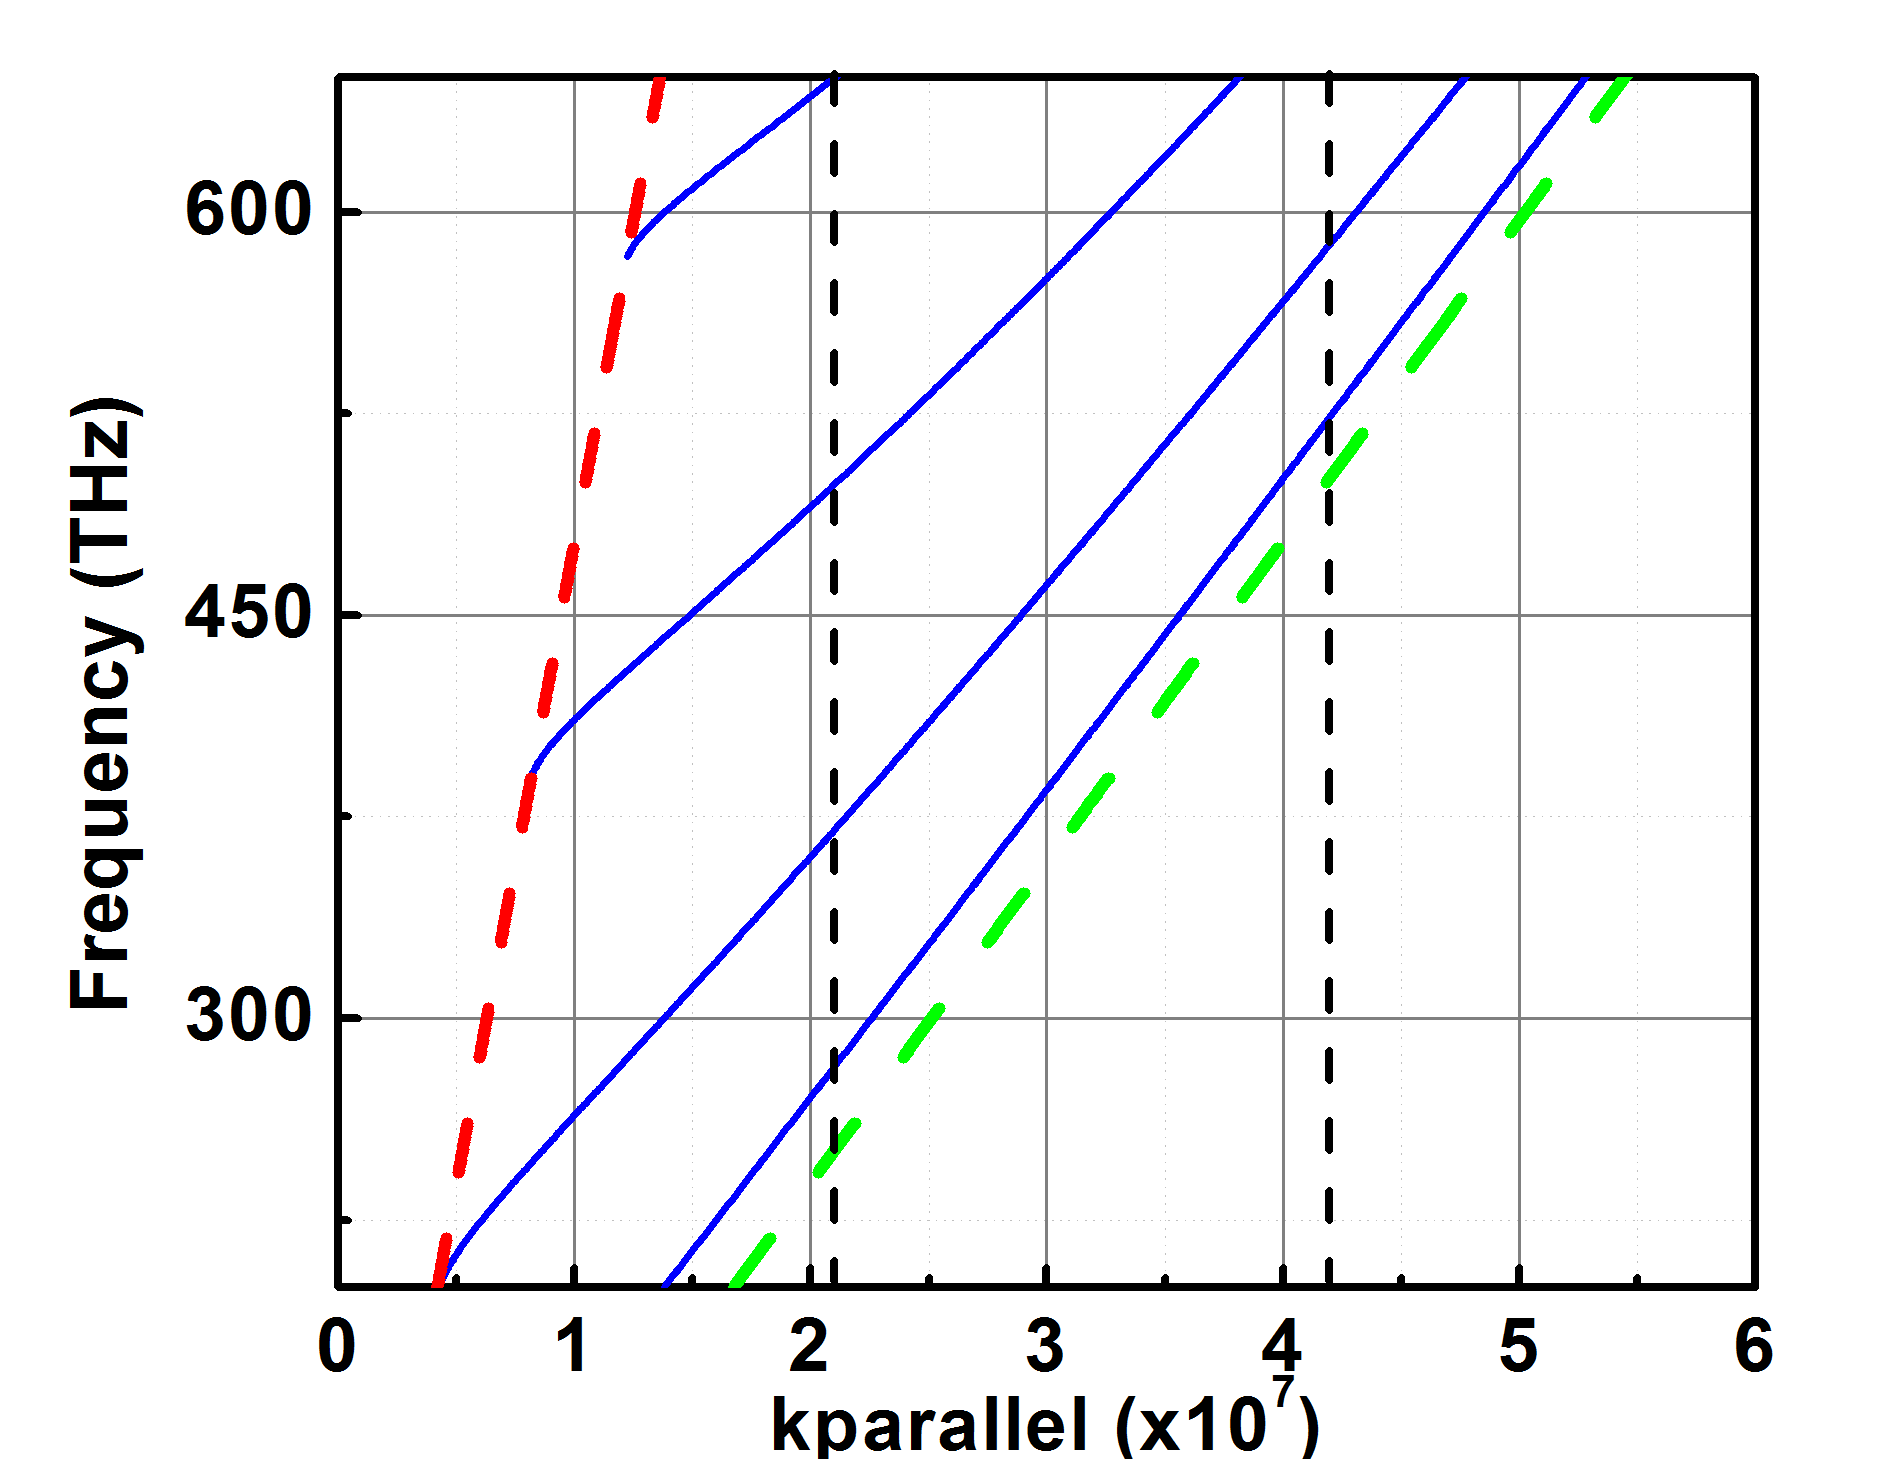 600
450
300
Frequency (THz)
0 1 2 3 4 5 6
kparallel (x10⁷)